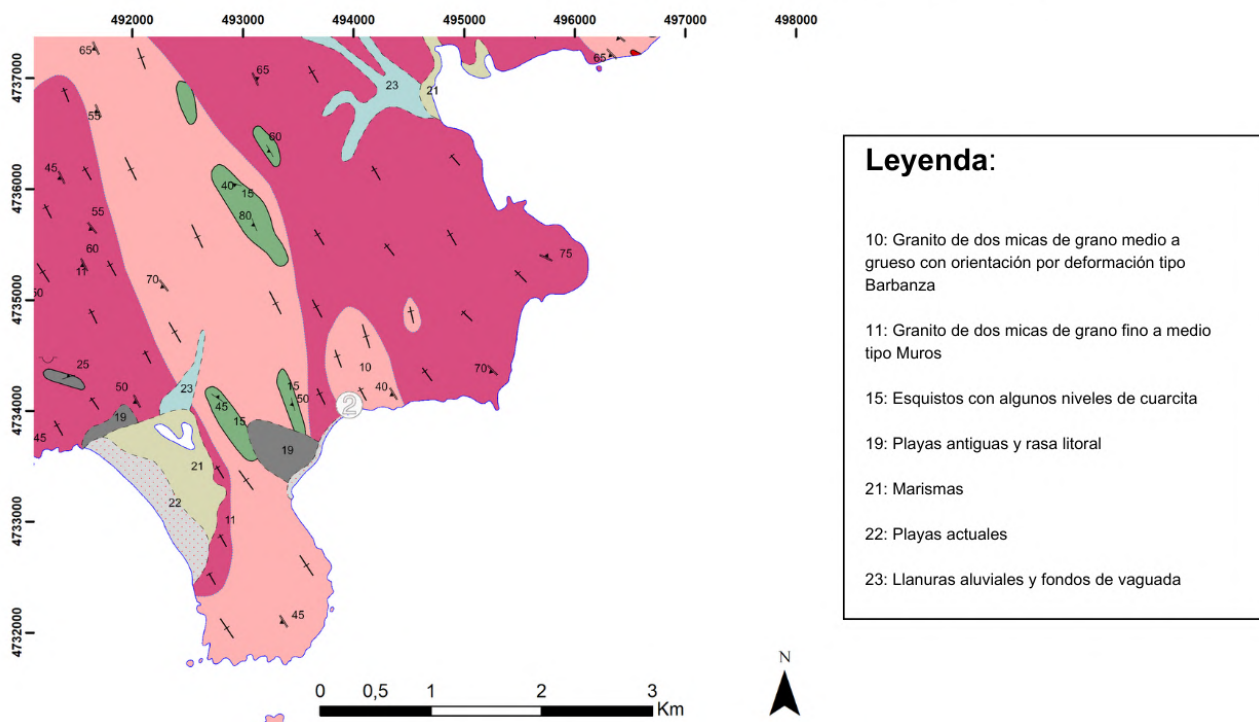 492000 493000 494000 495000 496000 497000 498000
4737000
4736000
4735000
4734000
4733000
4732000
65
65
65
23
21
55
60
45
40
15
80
55
60
75
11
70
50
25
10
15
40
70
50
23
45
50
2
15
19
19
45
21
22
11
45
0 0,5 1 2 3
Km
N
Leyenda:
10: Granito de dos micas de grano medio a
grueso con orientación por deformación tipo
Barbanza
11: Granito de dos micas de grano fino a medio
tipo Muros
15: Esquistos con algunos niveles de cuarcita
19: Playas antiguas y rasa litoral
21: Marismas
22: Playas actuales
23: Llanuras aluviales y fondos de vaguada